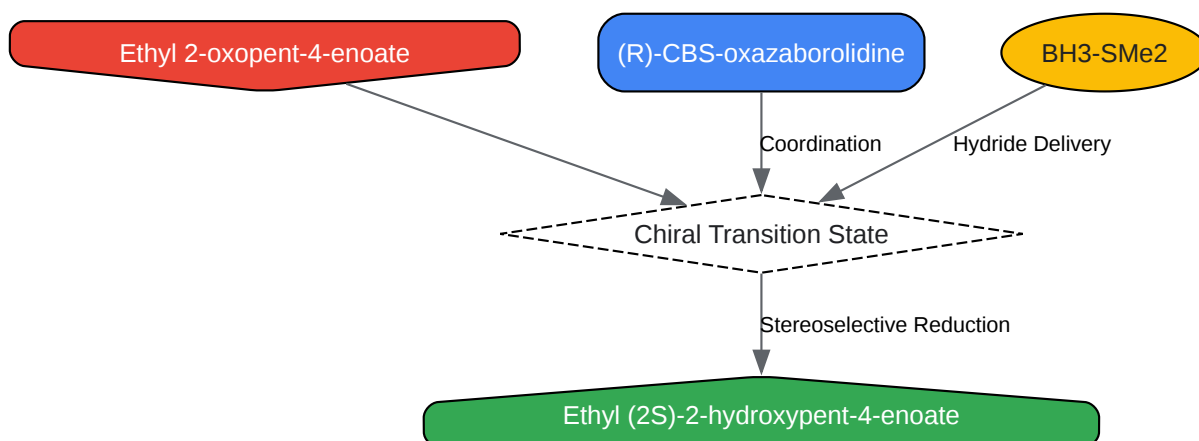 Ethyl 2-oxopent-4-enoate
(R)-CBS-oxazaborolidine
BH3-SMe2
Coordination
Hydride Delivery
Chiral Transition State
Stereoselective Reduction
Ethyl (2S)-2-hydroxypent-4-enoate